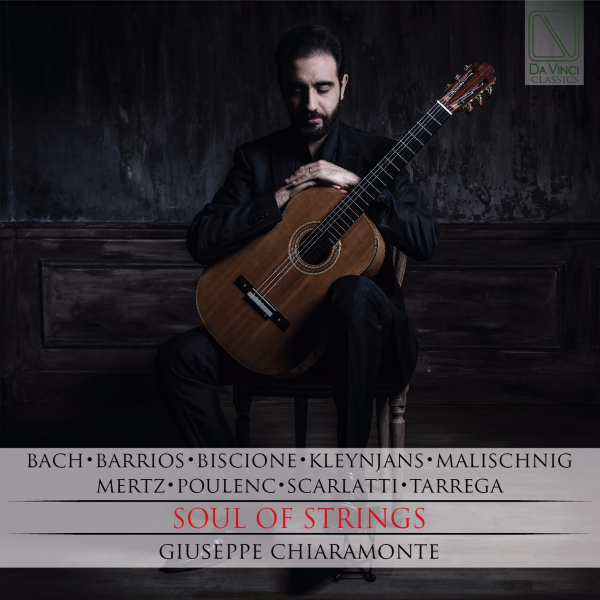 DA VINCI
CLASSICS
BACH•BARRIOS•BISCIONE•KLEYNJANS•MALISCHNIG
MERTZ•POULENC•SCARLATTI•TARREGA
SOUL OF STRINGS
GIUSEPPE CHIARAMONTE